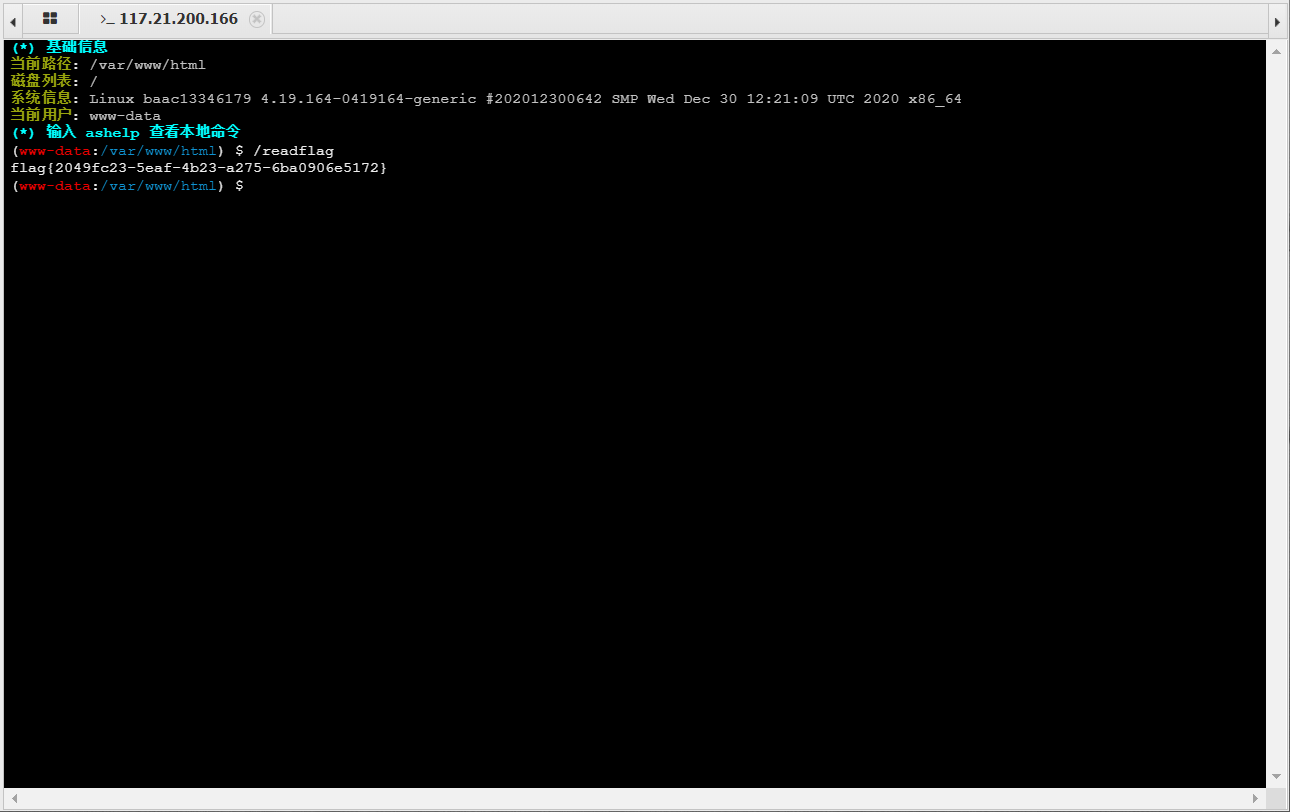 >_ 117.21.200.166
(*) 基础信息
当前路径: /var/www/html
磁盘列表: /
系统信息: Linux baac13346179 4.19.164-0419164-generic #202012300642 SMP Wed Dec 30 12:21:09 UTC 2020 x86_64
当前用户: www-data
(*) 输入 ashelp 查看本地命令
(www-data:/var/www/html) $ /readflag
flag{2049fc23-5eaf-4b23-a275-6ba0906e5172}
(www-data:/var/www/html) $